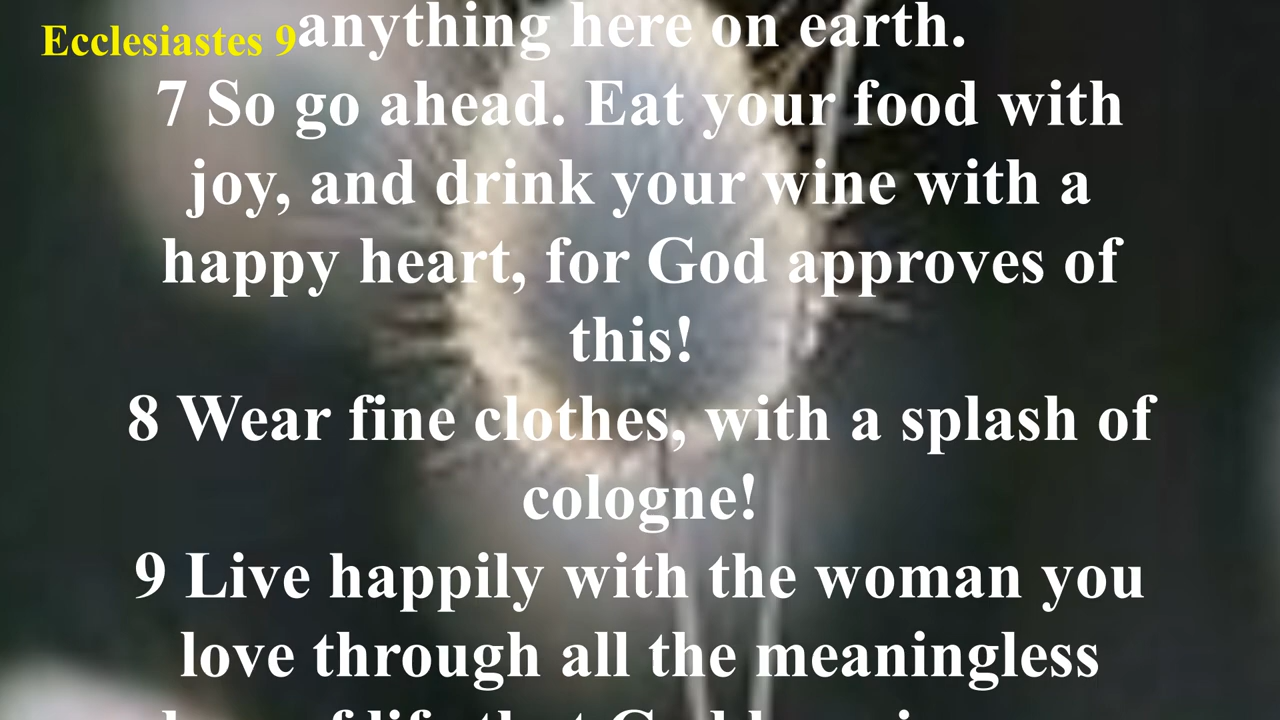 Ecclesiastes 9
anything here on earth.
7 So go ahead. Eat your food with
joy, and drink your wine with a
happy heart, for God approves of
this!
8 Wear fine clothes, with a splash of
cologne!
9 Live happily with the woman you
love through all the meaningless